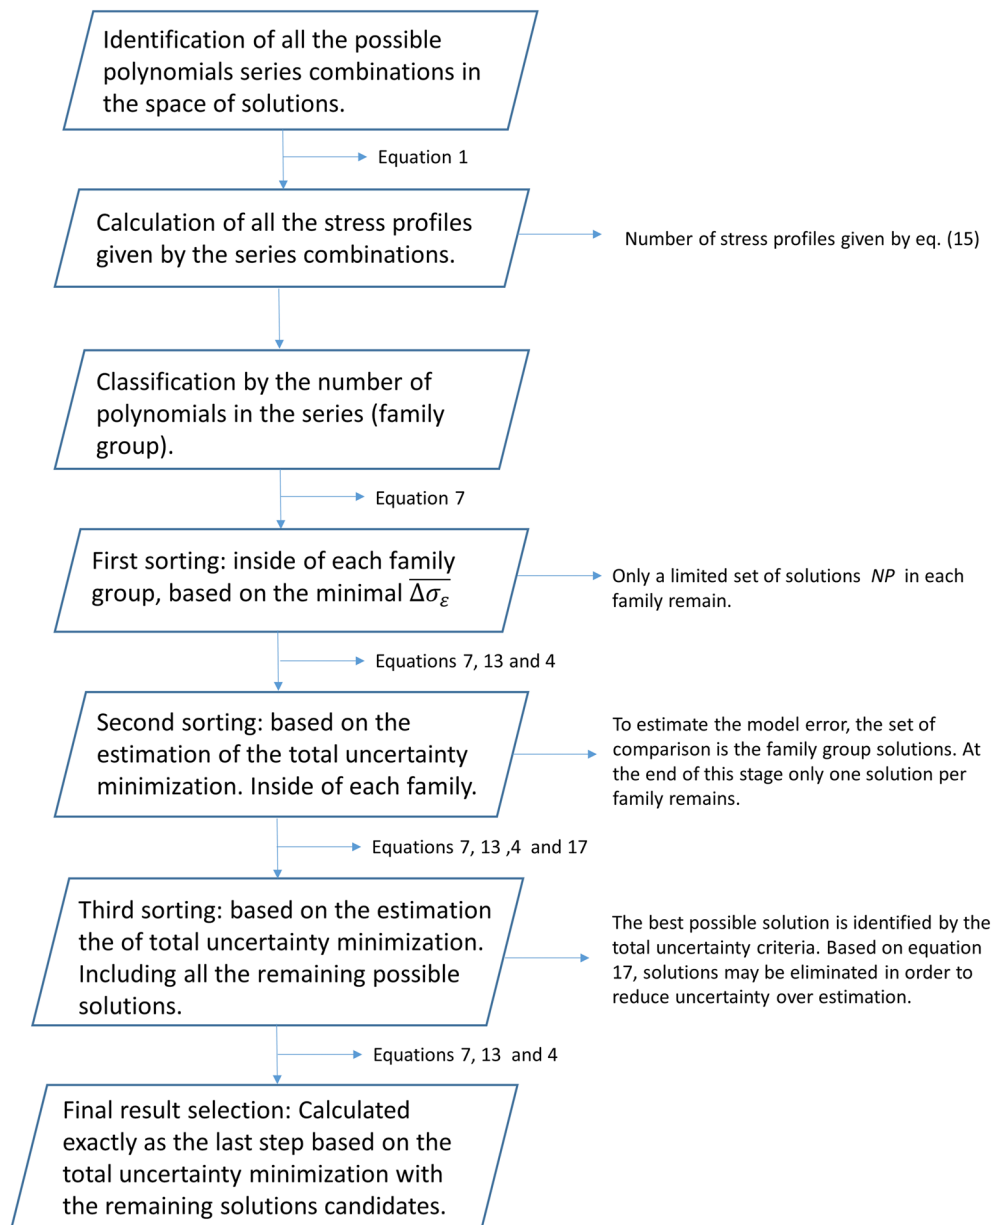 Identification of all the possible
polynomials series combinations in
the space of solutions.
Equation 1
Calculation of all the stress profiles
given by the series combinations.
Number of stress profiles given by eq. (15)
Classification by the number of
polynomials in the series (family
group).
Equation 7
First sorting: inside of each family
group, based on the minimal $\overline{\Delta\sigma_{\varepsilon}}$
Only a limited set of solutions NP in each
family remain.
Equations 7, 13 and 4
Second sorting: based on the
estimation of the total uncertainty
minimization. Inside of each family.
To estimate the model error, the set of
comparison is the family group solutions. At
the end of this stage only one solution per
family remains.
Equations 7, 13 ,4 and 17
Third sorting: based on the estimation
the of total uncertainty minimization.
Including all the remaining possible
solutions.
The best possible solution is identified by the
total uncertainty criteria. Based on equation
17, solutions may be eliminated in order to
reduce uncertainty over estimation.
Equations 7, 13 and 4
Final result selection: Calculated
exactly as the last step based on the
total uncertainty minimization with
the remaining solutions candidates.